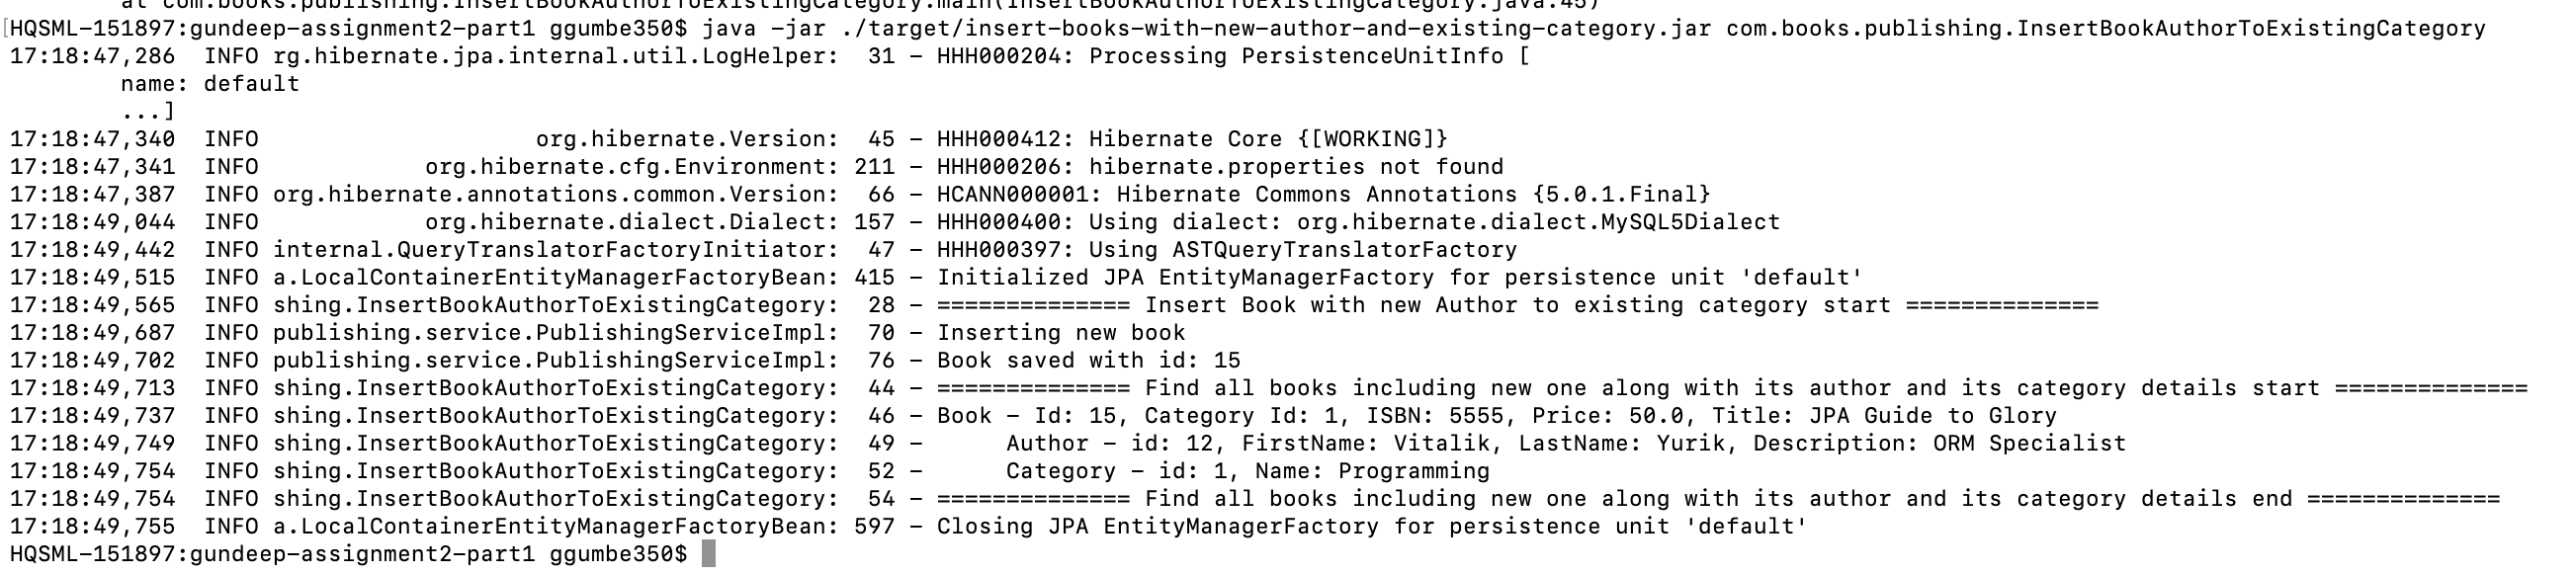 at com.books.publishing.InsertBookAuthorToExistingCategory.main(InsertBookAuthorToExistingCategory.java:45)
[HQSML-151897:gundeep-assignment2-part1 ggumbe350$ java -jar ./target/insert-books-with-new-author-and-existing-category.jar com.books.publishing.InsertBookAuthorToExistingCategory
17:18:47,286  INFO rg.hibernate.jpa.internal.util.LogHelper:  31 - HHH000204: Processing PersistenceUnitInfo [
name: default
...]
17:18:47,340  INFO                    org.hibernate.Version:  45 - HHH000412: Hibernate Core {[WORKING]}
17:18:47,341  INFO            org.hibernate.cfg.Environment: 211 - HHH000206: hibernate.properties not found
17:18:47,387  INFO org.hibernate.annotations.common.Version:  66 - HCANN000001: Hibernate Commons Annotations {5.0.1.Final}
17:18:49,044  INFO            org.hibernate.dialect.Dialect: 157 - HHH000400: Using dialect: org.hibernate.dialect.MySQL5Dialect
17:18:49,442  INFO internal.QueryTranslatorFactoryInitiator:  47 - HHH000397: Using ASTQueryTranslatorFactory
17:18:49,515  INFO a.LocalContainerEntityManagerFactoryBean: 415 - Initialized JPA EntityManagerFactory for persistence unit 'default'
17:18:49,565  INFO shing.InsertBookAuthorToExistingCategory:  28 - ============== Insert Book with new Author to existing category start ==============
17:18:49,687  INFO publishing.service.PublishingServiceImpl:  70 - Inserting new book
17:18:49,702  INFO publishing.service.PublishingServiceImpl:  76 - Book saved with id: 15
17:18:49,713  INFO shing.InsertBookAuthorToExistingCategory:  44 - ============== Find all books including new one along with its author and its category details start ==============
17:18:49,737  INFO shing.InsertBookAuthorToExistingCategory:  46 - Book - Id: 15, Category Id: 1, ISBN: 5555, Price: 50.0, Title: JPA Guide to Glory
17:18:49,749  INFO shing.InsertBookAuthorToExistingCategory:  49 -      Author - id: 12, FirstName: Vitalik, LastName: Yurik, Description: ORM Specialist
17:18:49,754  INFO shing.InsertBookAuthorToExistingCategory:  52 -      Category - id: 1, Name: Programming
17:18:49,754  INFO shing.InsertBookAuthorToExistingCategory:  54 - ============== Find all books including new one along with its author and its category details end ==============
17:18:49,755  INFO a.LocalContainerEntityManagerFactoryBean: 597 - Closing JPA EntityManagerFactory for persistence unit 'default'
HQSML-151897:gundeep-assignment2-part1 ggumbe350$